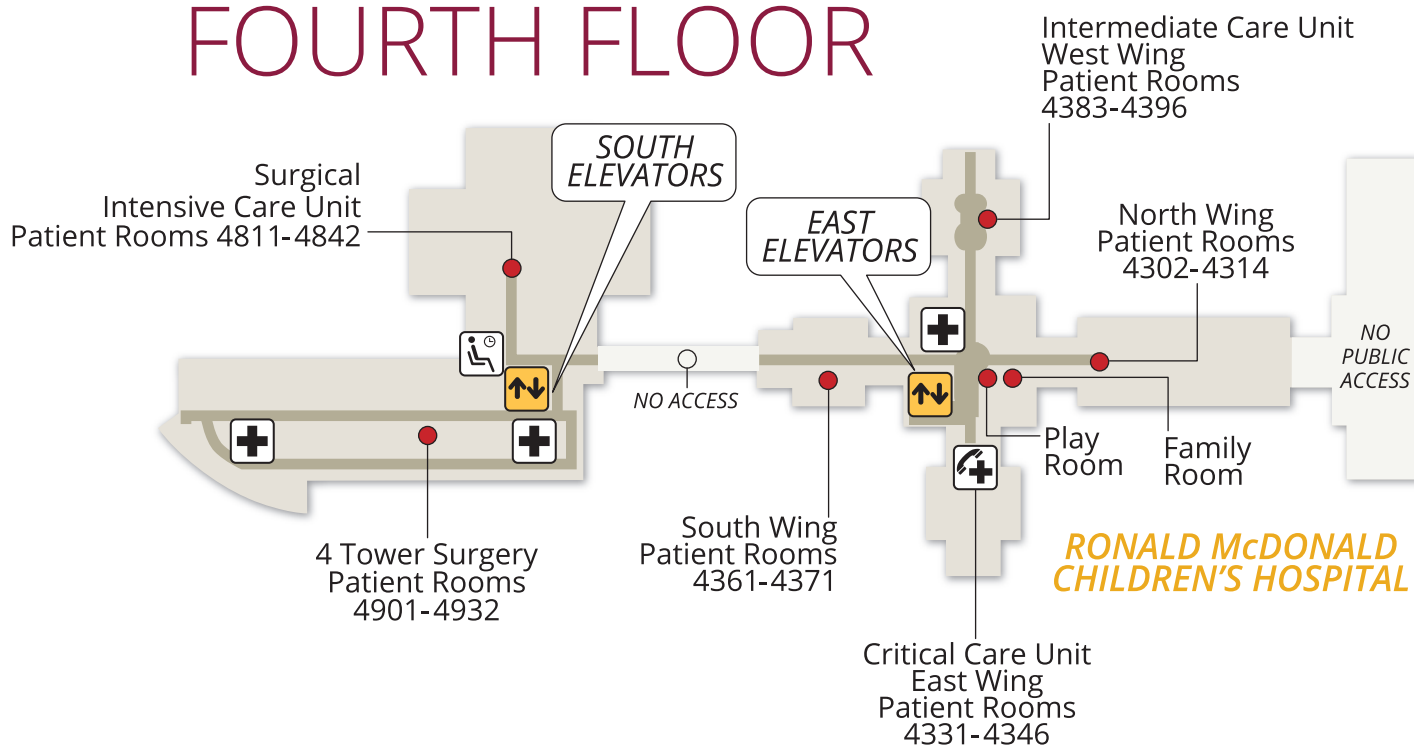 FOURTH FLOOR
Intermediate Care Unit
West Wing
Patient Rooms
4383-4396
SOUTH
ELEVATORS
Surgical
Intensive Care Unit
Patient Rooms 4811-4842
EAST
ELEVATORS
North Wing
Patient Rooms
4302-4314
NO
PUBLIC
ACCESS
NO ACCESS
Play
Room
Family
Room
South Wing
Patient Rooms
4361-4371
4 Tower Surgery
Patient Rooms
4901-4932
RONALD McDONALD
CHILDREN'S HOSPITAL
Critical Care Unit
East Wing
Patient Rooms
4331-4346